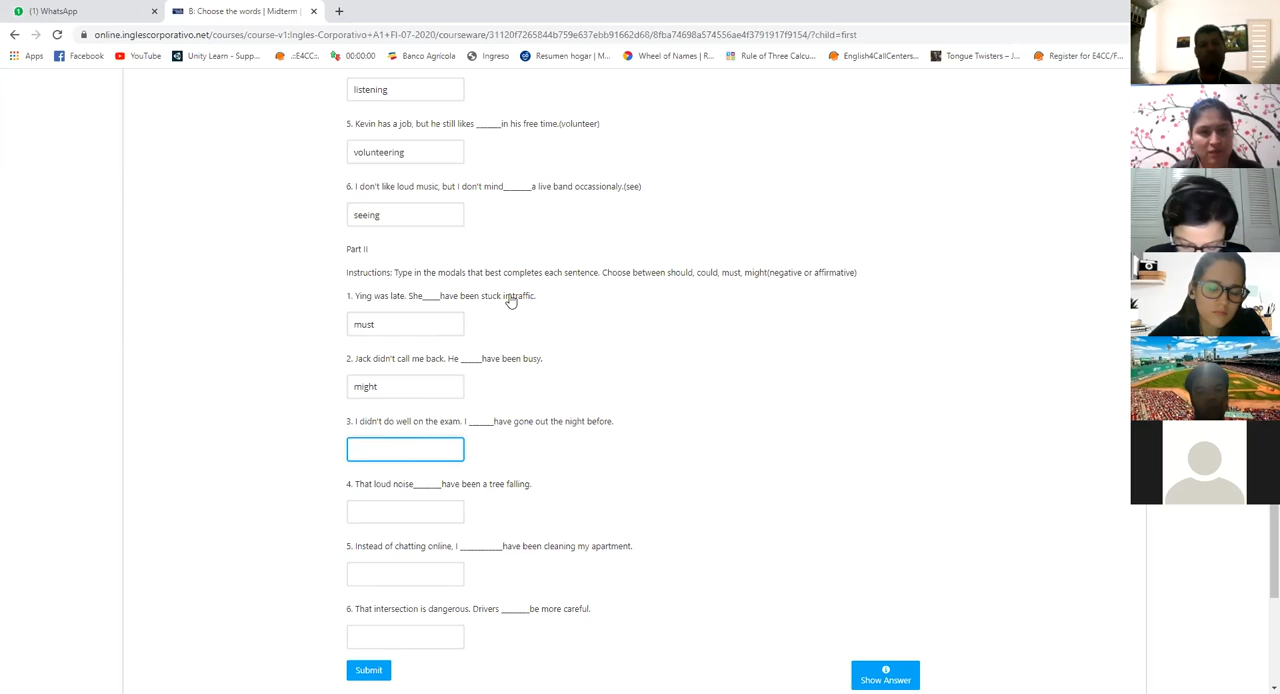 (1) WhatsApp
B: Choose the words | Midterm |
online.inglescorporativo.net/courses/course-v1:Ingles-Corporativo+A1+FI-07-2020/courseware/31120f7263f44b759e637ebb91662d68/8fba74698a574556ae4f3791917f9154/?child=first
Apps Facebook YouTube Unity Learn - Supp... .::E4CC:. 00:00:00 Banco Agrícola Ingreso Resumen hogar | M... Wheel of Names | R... Rule of Three Calcu... English4CallCenters... Tongue Twisters – J... Register for E4CC/F...
listening
5. Kevin has a job, but he still likes ______in his free time.(volunteer)
volunteering
6. I don't like loud music, but I don't mind_______a live band occassionaly.(see)
seeing
Part II
Instructions: Type in the modals that best completes each sentence. Choose between should, could, must, might(negative or affirmative)
1. Ying was late. She____have been stuck in traffic.
must
2. Jack didn't call me back. He _____have been busy.
might
3. I didn't do well on the exam. I ______have gone out the night before.
4. That loud noise_______have been a tree falling.
5. Instead of chatting online, I __________have been cleaning my apartment.
6. That intersection is dangerous. Drivers _______be more careful.
Submit
Show Answer